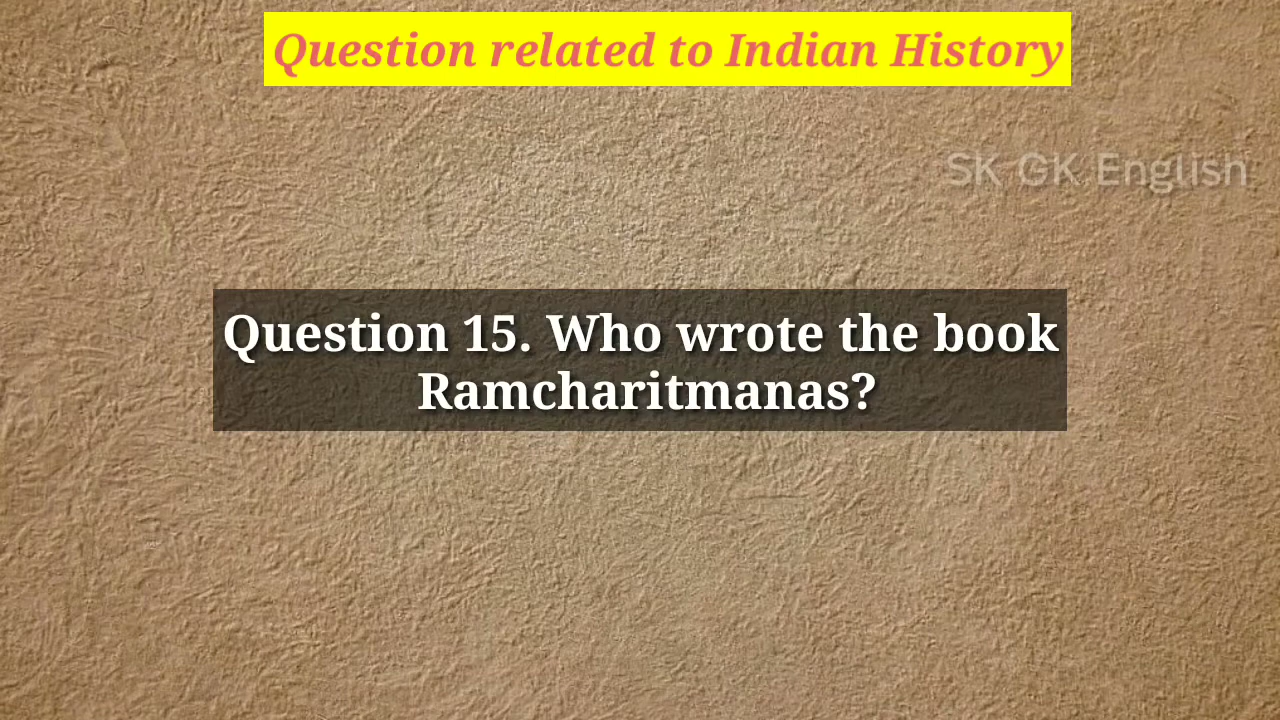 Question related to Indian History
SK GK English
Question 15. Who wrote the book
Ramcharitmanas?